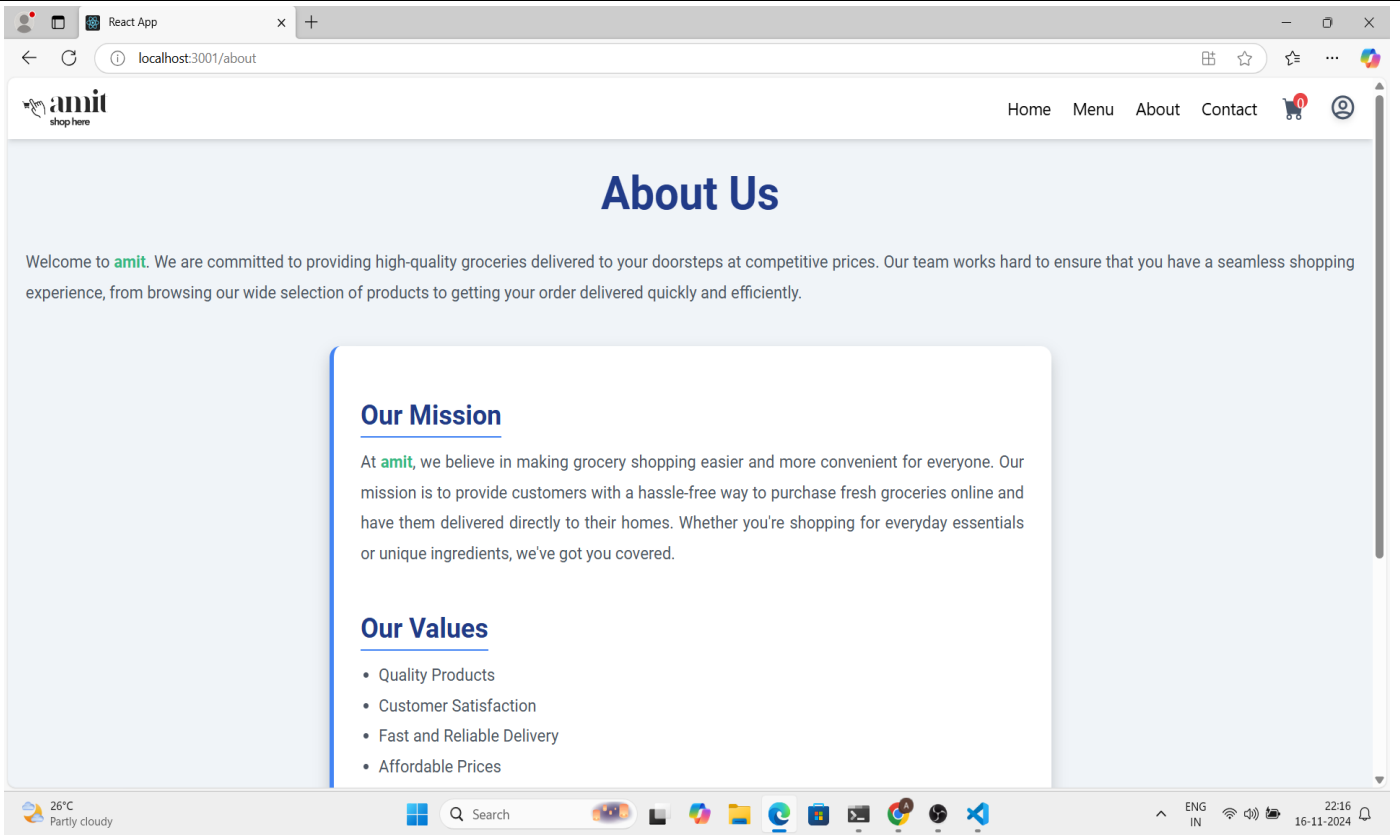 React App
localhost:3001/about
amit
shop here
Home Menu About Contact 0
About Us
Welcome to amit. We are committed to providing high-quality groceries delivered to your doorsteps at competitive prices. Our team works hard to ensure that you have a seamless shopping
experience, from browsing our wide selection of products to getting your order delivered quickly and efficiently.
Our Mission
At amit, we believe in making grocery shopping easier and more convenient for everyone. Our
mission is to provide customers with a hassle-free way to purchase fresh groceries online and
have them delivered directly to their homes. Whether you're shopping for everyday essentials
or unique ingredients, we've got you covered.
Our Values
• Quality Products
• Customer Satisfaction
• Fast and Reliable Delivery
• Affordable Prices
26°C
Partly cloudy
Search
A
ENG
IN
22:16
16-11-2024